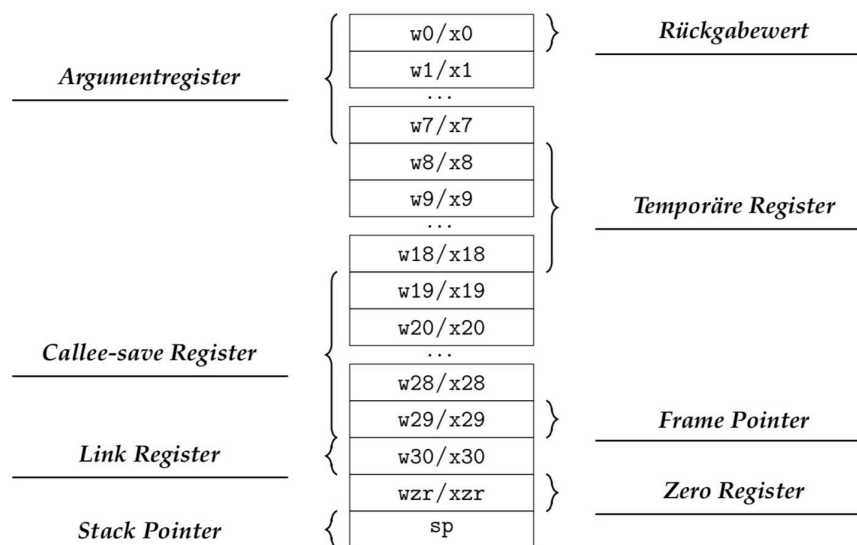 w0/x0
Rückgabewert
Argumentregister
w1/x1
...
w7/x7
w8/x8
w9/x9
Temporäre Register
...
w18/x18
w19/x19
w20/x20
Callee-save Register
...
w28/x28
w29/x29
Frame Pointer
Link Register
w30/x30
wzr/xzr
Zero Register
Stack Pointer
sp